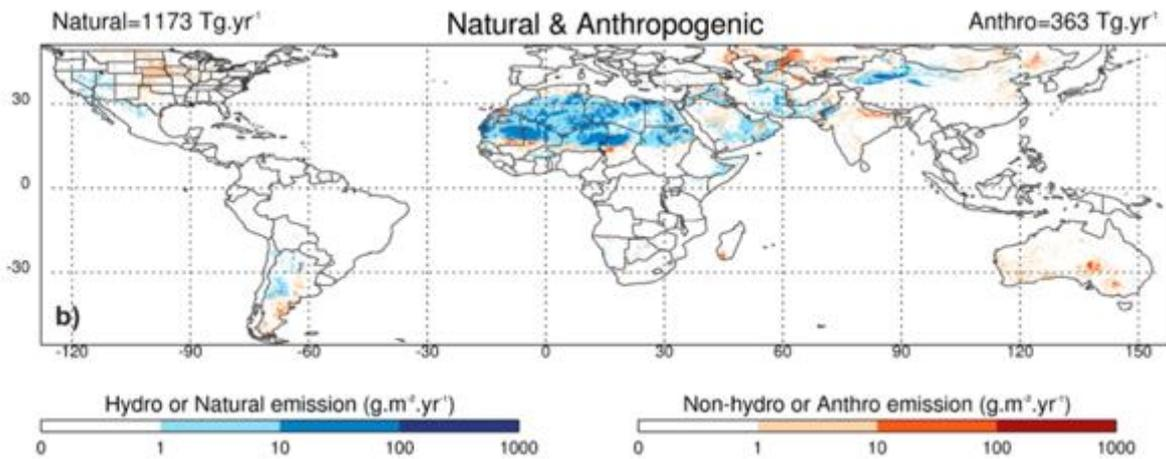 Natural=1173 Tg.yr⁻¹ Natural & Anthropogenic Anthro=363 Tg.yr⁻¹
30
0
-30
b)
-120 -90 -60 -30 0 30 60 90 120 150
Hydro or Natural emission (g.m⁻².yr⁻¹) Non-hydro or Anthro emission (g.m⁻².yr⁻¹)
0 1 10 100 1000 0 1 10 100 1000